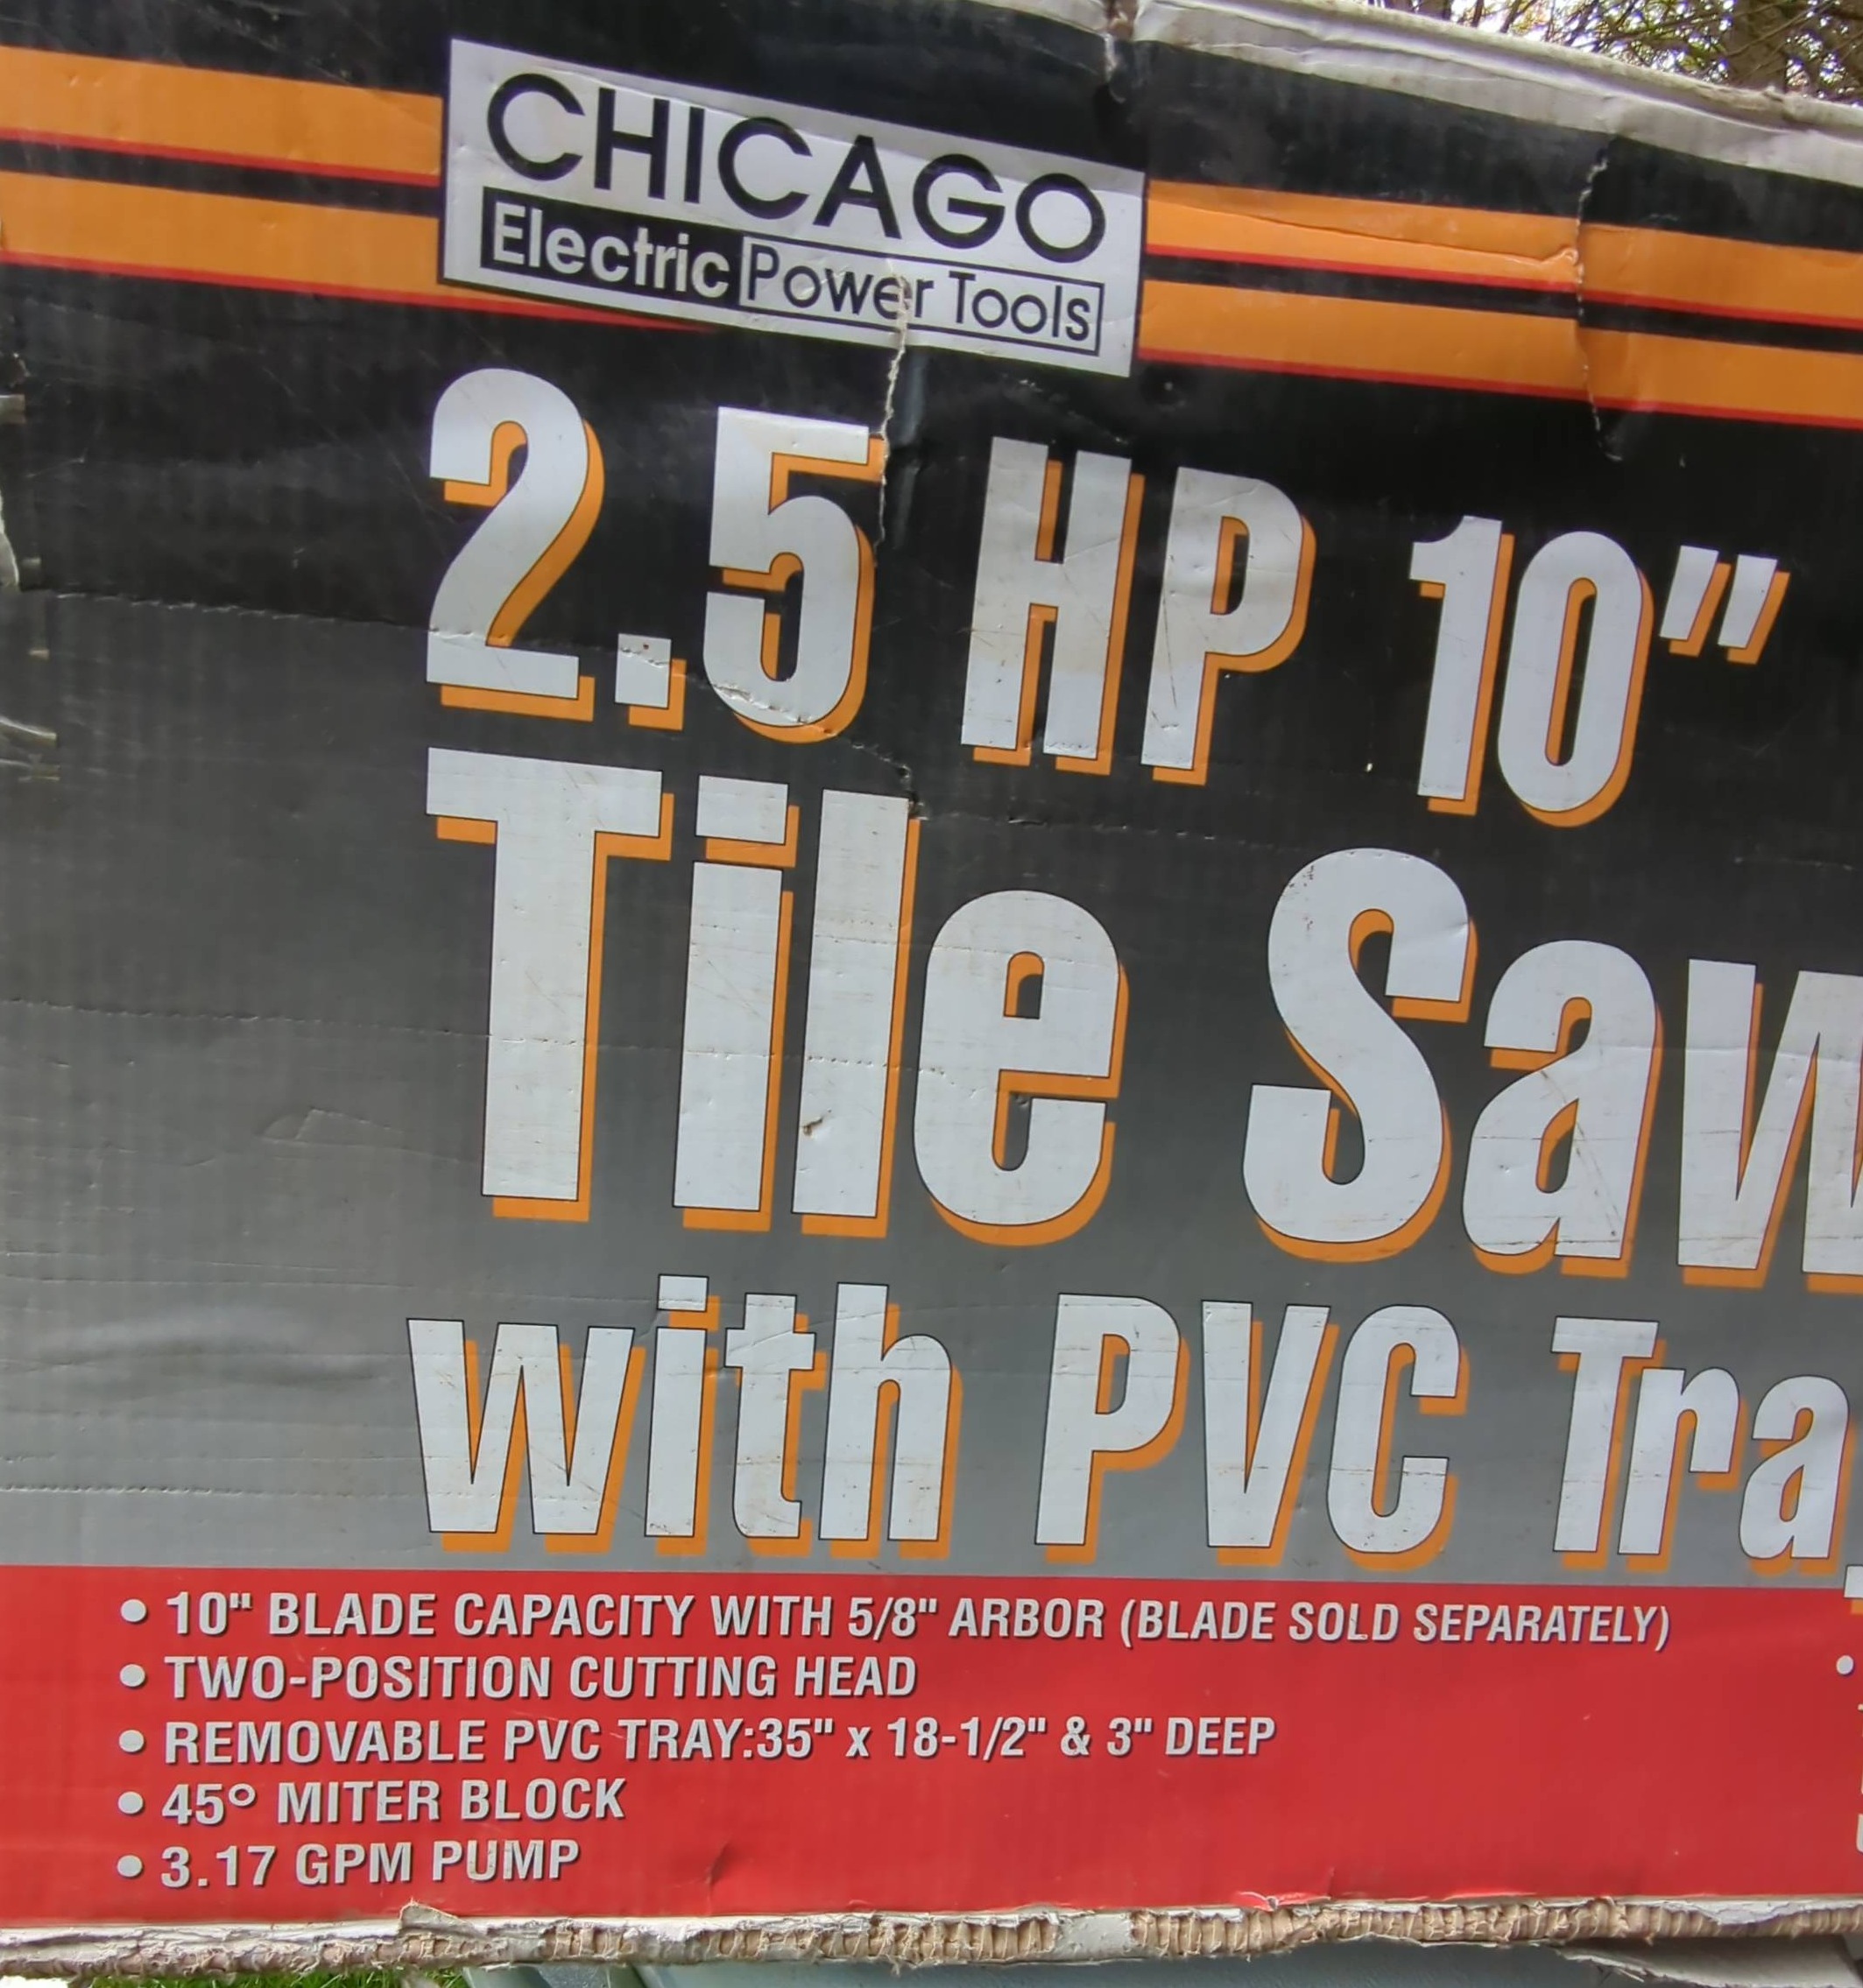 CHICAGO
Electric Power Tools
2.5 HP 10"
Tile Saw
with PVC Tray
• 10" BLADE CAPACITY WITH 5/8" ARBOR (BLADE SOLD SEPARATELY)
• TWO-POSITION CUTTING HEAD
• REMOVABLE PVC TRAY:35" x 18-1/2" & 3" DEEP
• 45° MITER BLOCK
• 3.17 GPM PUMP